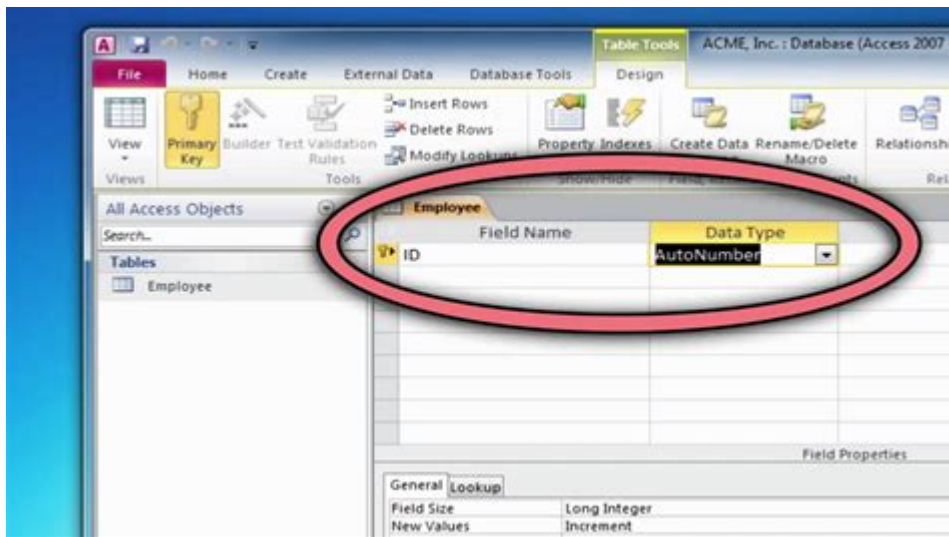 Table Tools ACME, Inc. : Database (Access 2007
File Home Create External Data Database Tools Design
View
Primary Key
Builder
Test Validation Rules
Insert Rows
Delete Rows
Modify Lookups
Property
Indexes
Create Data
Rename/Delete Macro
Relationsh
Views
Tools
Show/Hide
Rel
All Access Objects
Search...
Tables
Employee
Employee
Field Name Data Type
ID AutoNumber
Field Properties
General Lookup
Field Size Long Integer
New Values Increment